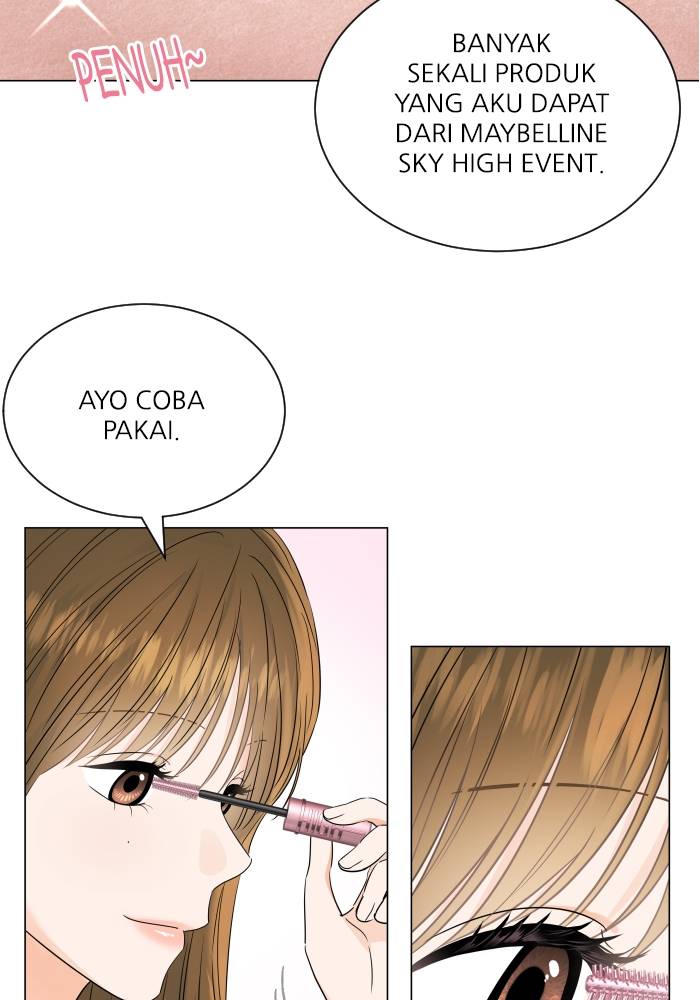 PENUH~
BANYAK
SEKALI PRODUK
YANG AKU DAPAT
DARI MAYBELLINE
SKY HIGH EVENT.
AYO COBA
PAKAI.